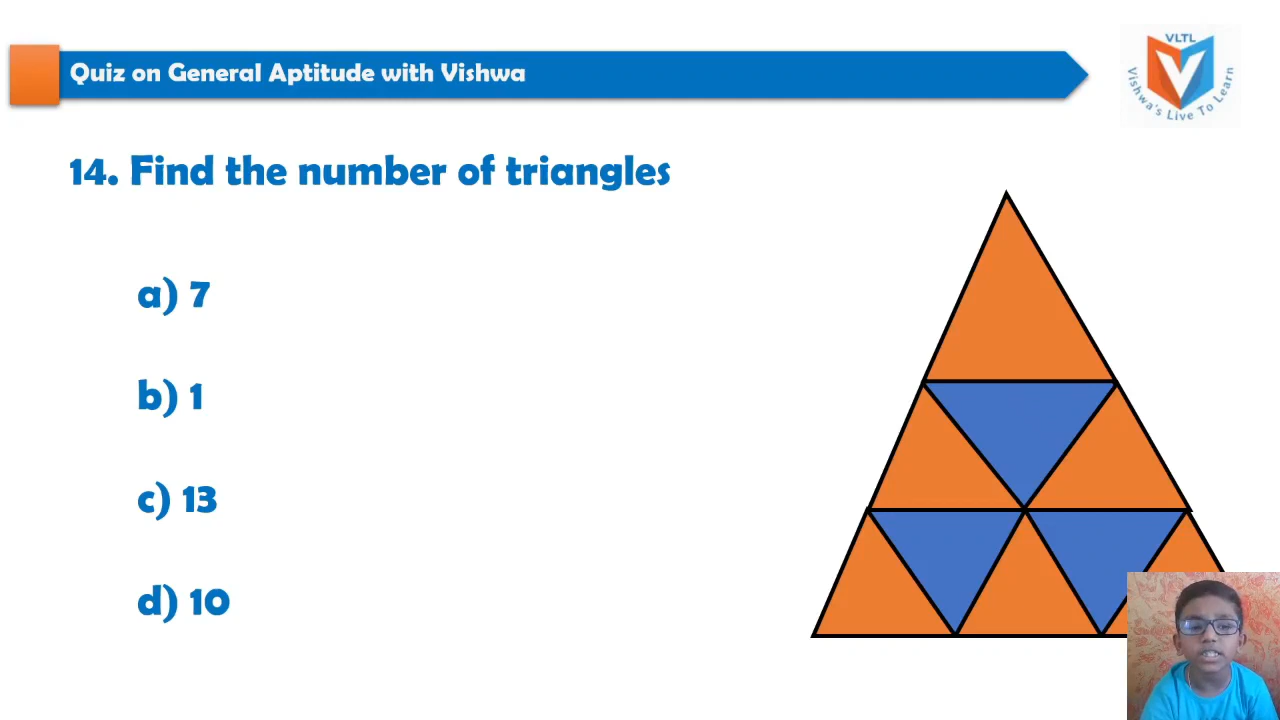 Quiz on General Aptitude with Vishwa
VLTL
Vishwa's Live To Learn
14. Find the number of triangles
a) 7
b) 1
c) 13
d) 10